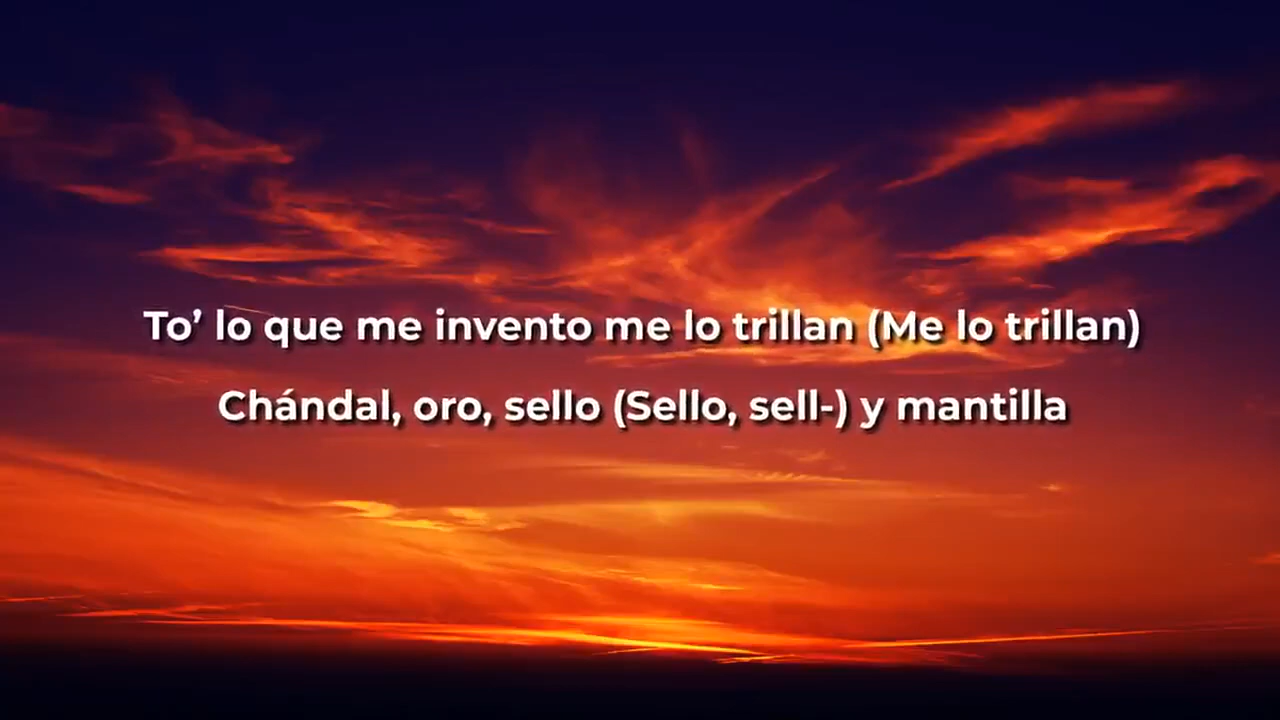 To’ lo que me invento me lo trillan (Me lo trillan)
Chándal, oro, sello (Sello, sell-) y mantilla